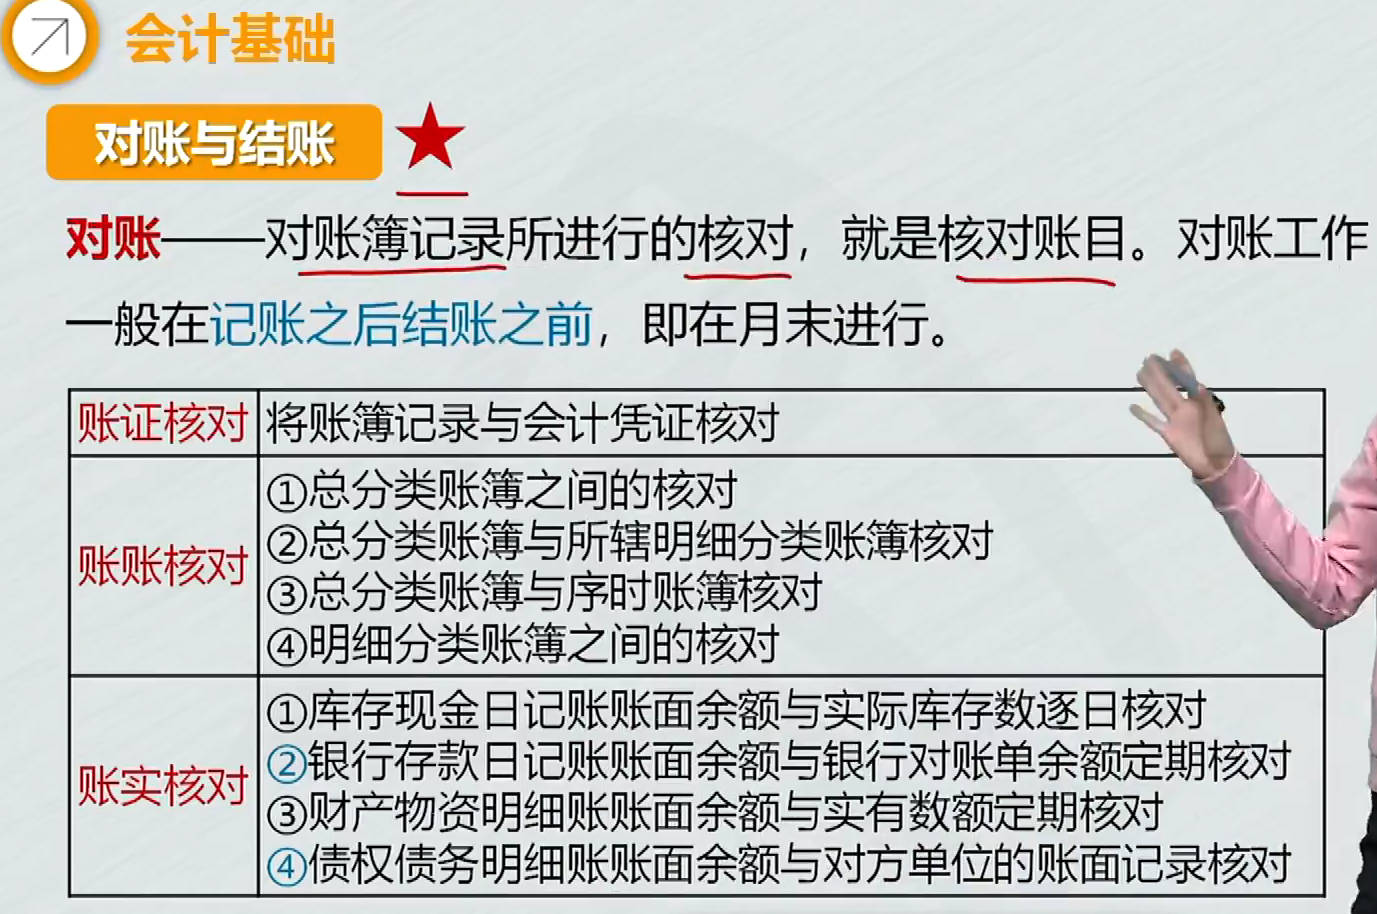 会计基础
对账与结账
对账——对账簿记录所进行的核对，就是核对账目。对账工作
一般在记账之后结账之前，即在月末进行。
账证核对 将账簿记录与会计凭证核对
账账核对
①总分类账簿之间的核对
②总分类账簿与所辖明细分类账簿核对
③总分类账簿与序时账簿核对
④明细分类账簿之间的核对
账实核对
①库存现金日记账账面余额与实际库存数逐日核对
②银行存款日记账账面余额与银行对账单余额定期核对
③财产物资明细账账面余额与实有数额定期核对
④债权债务明细账账面余额与对方单位的账面记录核对